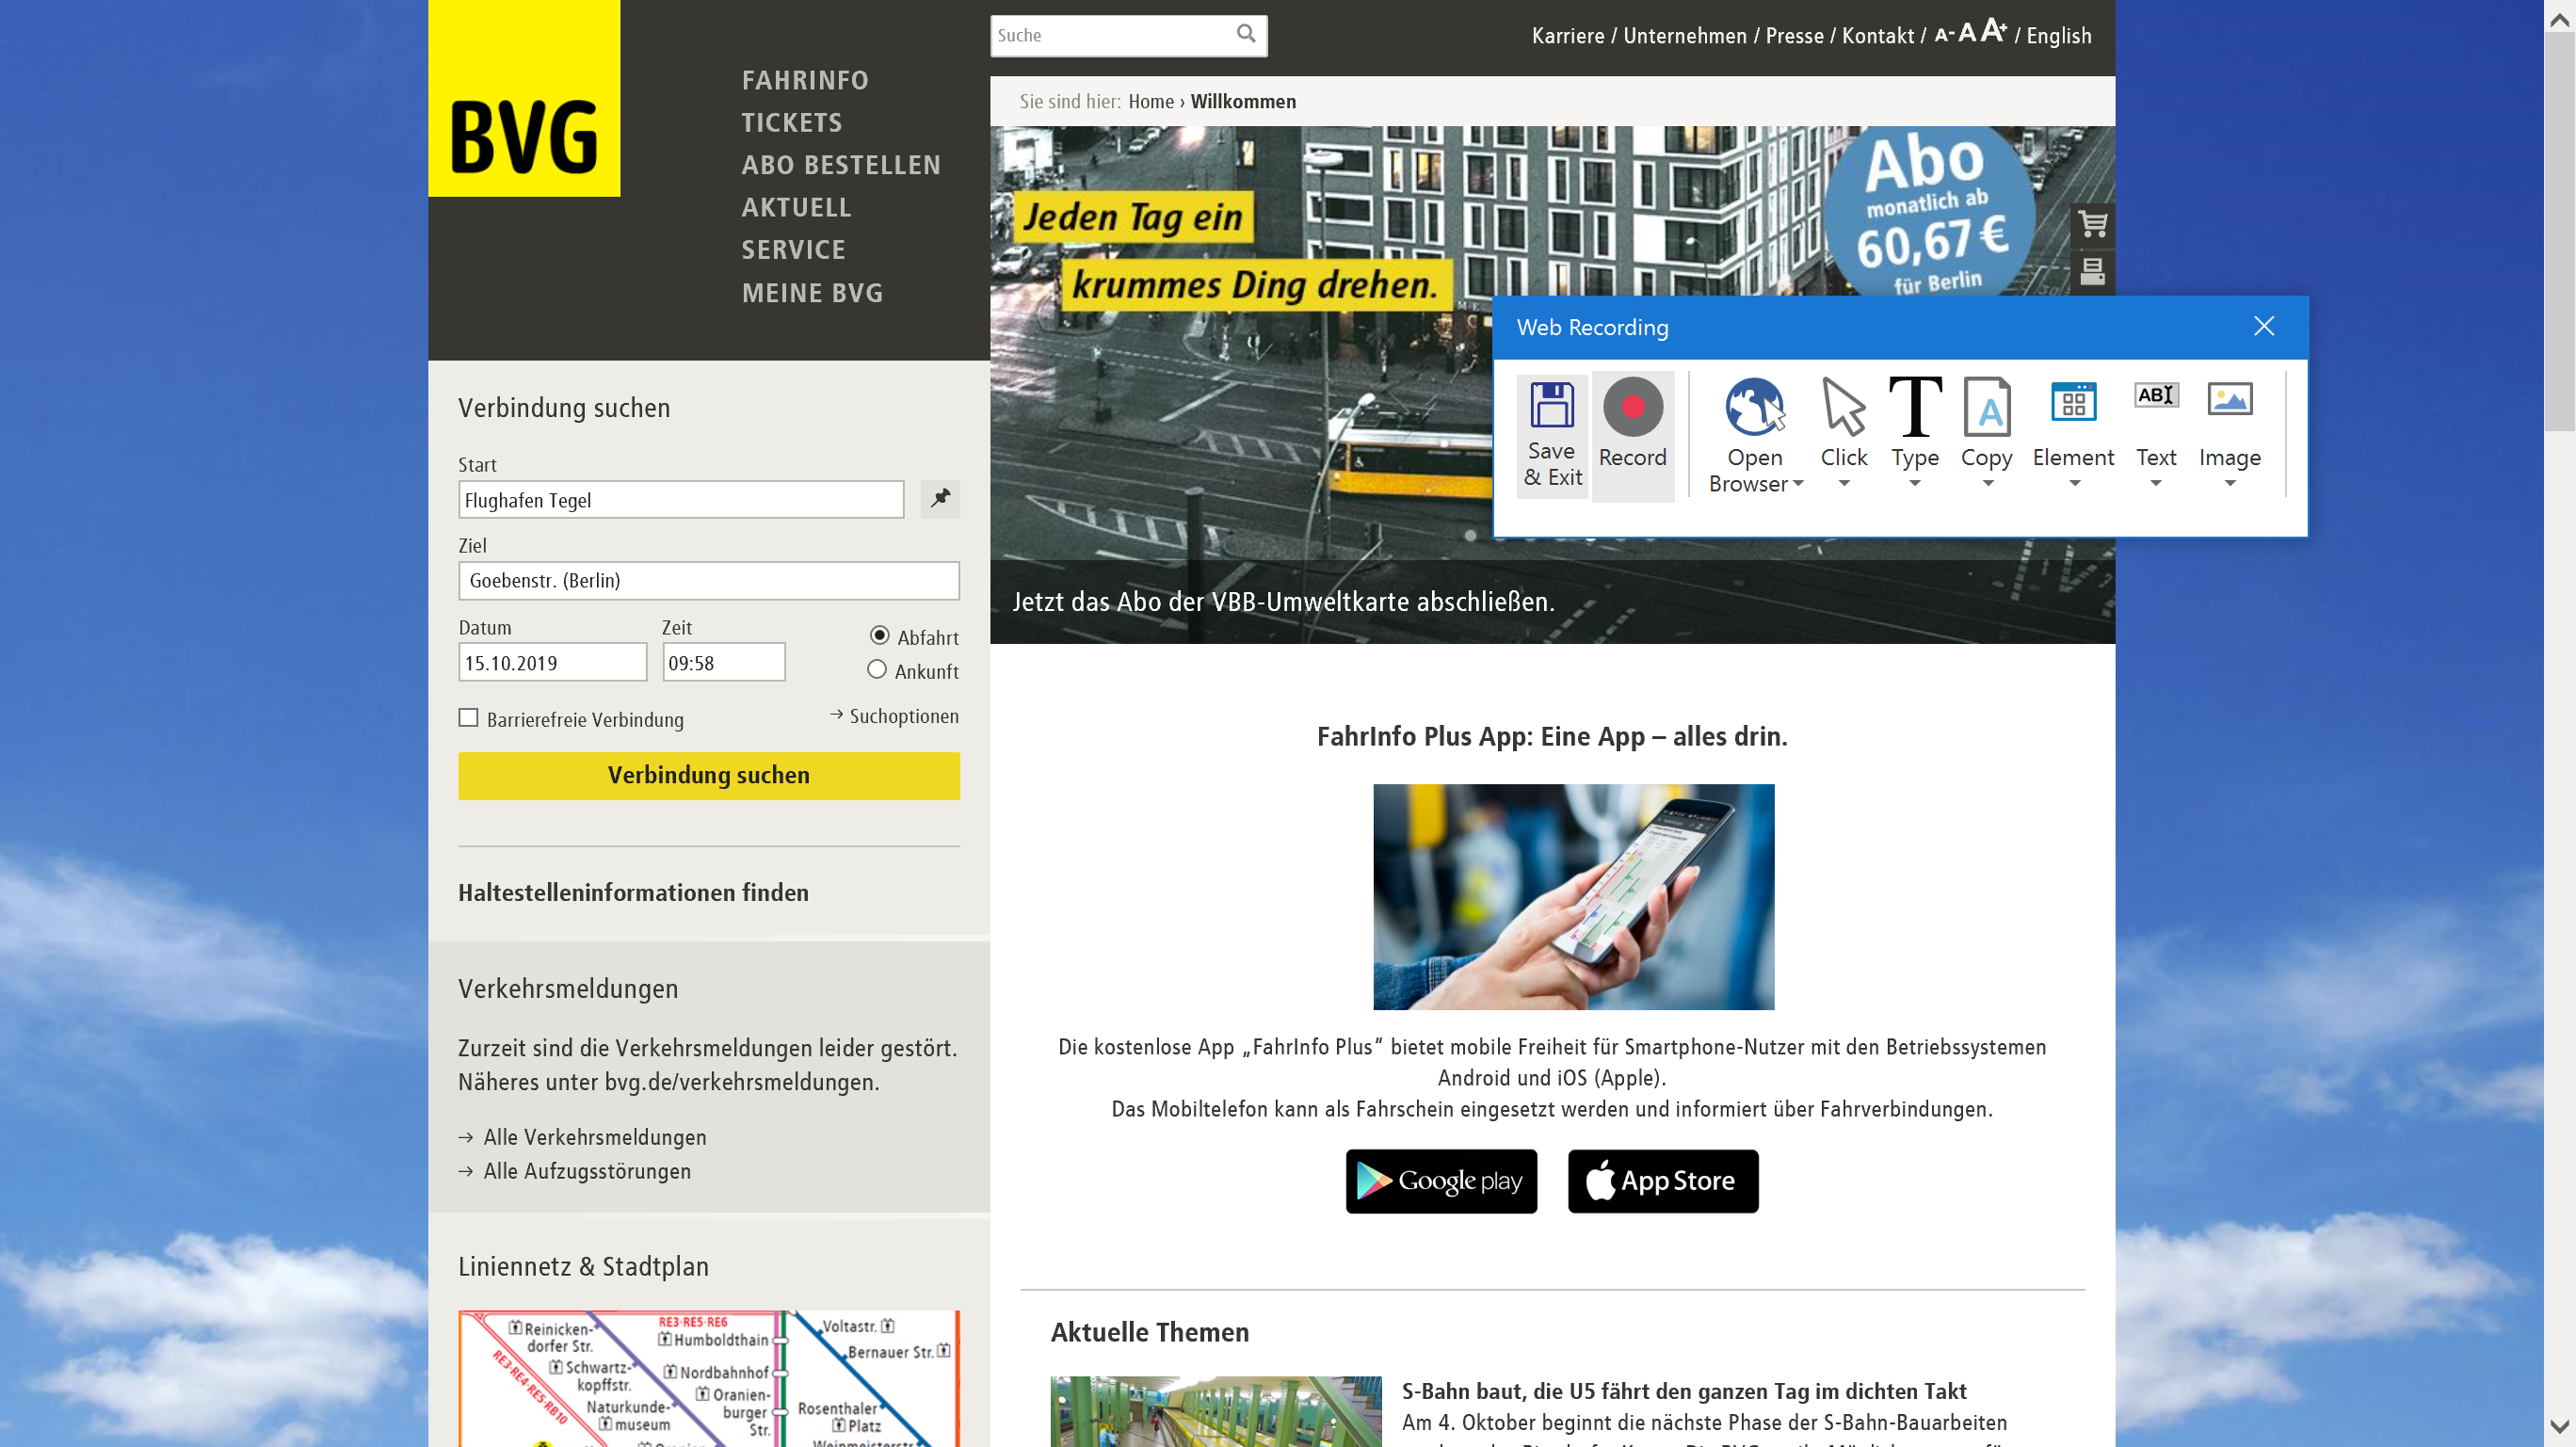 BVG
FAHRINFO
TICKETS
ABO BESTELLEN
AKTUELL
SERVICE
MEINE BVG
Suche
Karriere / Unternehmen / Presse / Kontakt / A- A A+ / English
Sie sind hier: Home › Willkommen
Jeden Tag ein
krummes Ding drehen.
Abo
monatlich ab
60,67 €
für Berlin
Web Recording
Save
& Exit
Record
Open
Browser
Click
Type
Copy
Element
Text
Image
Jetzt das Abo der VBB-Umweltkarte abschließen.
Verbindung suchen
Start
Flughafen Tegel
Ziel
Goebenstr. (Berlin)
Datum
Zeit
15.10.2019
09:58
Abfahrt
Ankunft
Barrierefreie Verbindung
→ Suchoptionen
Verbindung suchen
Haltestelleninformationen finden
Verkehrsmeldungen
Zurzeit sind die Verkehrsmeldungen leider gestört.
Näheres unter bvg.de/verkehrsmeldungen.
→ Alle Verkehrsmeldungen
→ Alle Aufzugsstörungen
Liniennetz & Stadtplan
Reinicken-
dorfer Str.
RE3·RE5·RE6
Humboldthain
Voltastr.
Bernauer Str.
Schwartz-
kopffstr.
Nordbahnhof
RE3·RE4·RE5·RB10
Oranien-
burger
Str.
Naturkunde-
museum
Rosenthaler
Platz
Weinmeisterstr.
FahrInfo Plus App: Eine App – alles drin.
Die kostenlose App „FahrInfo Plus“ bietet mobile Freiheit für Smartphone-Nutzer mit den Betriebssystemen
Android und iOS (Apple).
Das Mobiltelefon kann als Fahrschein eingesetzt werden und informiert über Fahrverbindungen.
Google play
App Store
Aktuelle Themen
S-Bahn baut, die U5 fährt den ganzen Tag im dichten Takt
Am 4. Oktober beginnt die nächste Phase der S-Bahn-Bauarbeiten